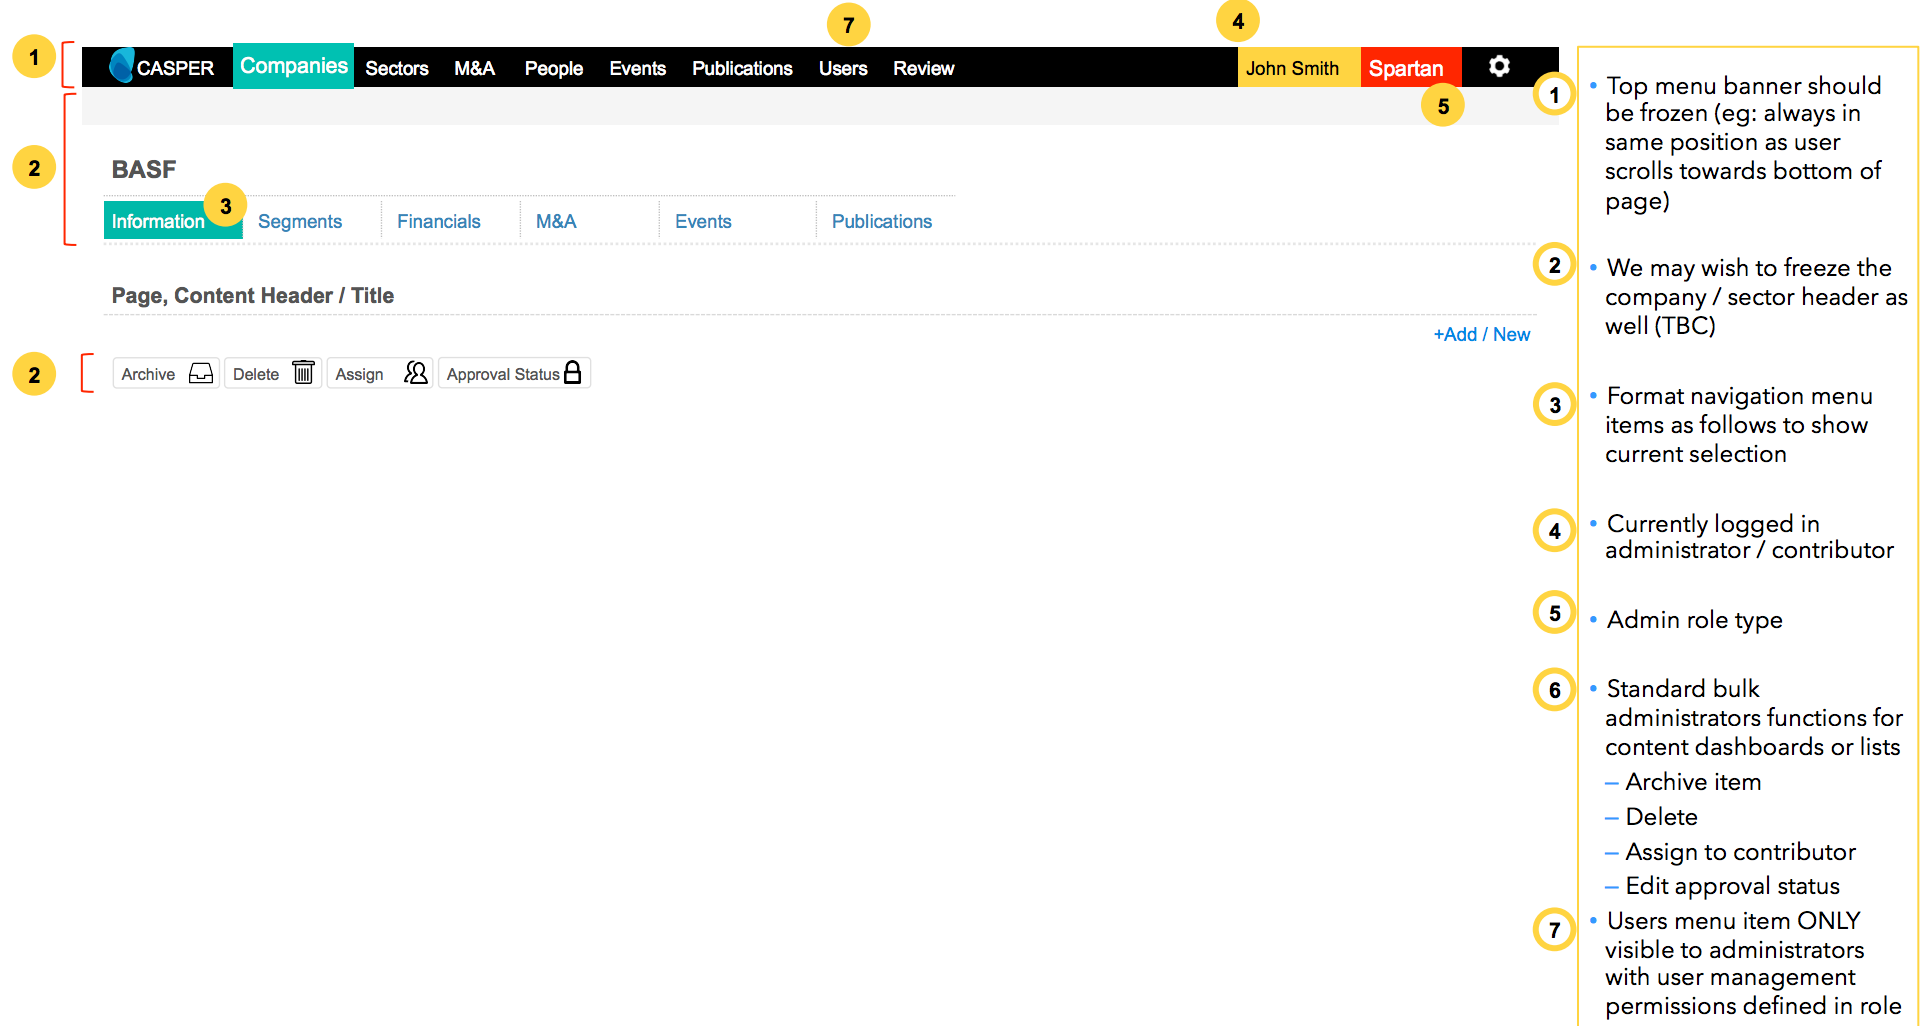 7
4
1
CASPER Companies Sectors M&A People Events Publications Users Review John Smith Spartan
5
2
BASF
3
Information Segments Financials M&A Events Publications
Page, Content Header / Title
+Add / New
2
Archive Delete Assign Approval Status
1
• Top menu banner should
be frozen (eg: always in
same position as user
scrolls towards bottom of
page)
2
• We may wish to freeze the
company / sector header as
well (TBC)
3
• Format navigation menu
items as follows to show
current selection
4
• Currently logged in
administrator / contributor
5
• Admin role type
6
• Standard bulk
administrators functions for
content dashboards or lists
– Archive item
– Delete
– Assign to contributor
– Edit approval status
7
• Users menu item ONLY
visible to administrators
with user management
permissions defined in role